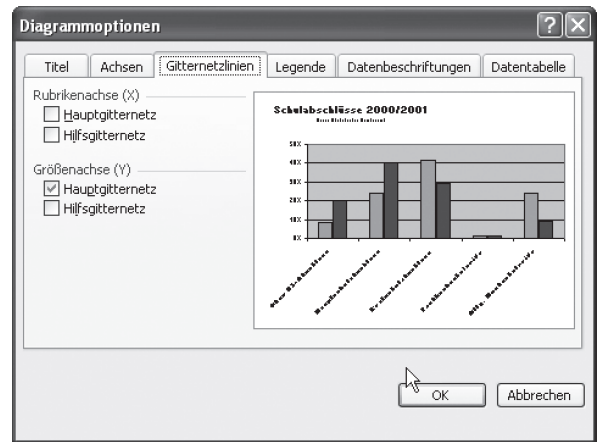 Diagrammoptionen
Titel Achsen Gitternetzlinien Legende Datenbeschriftungen Datentabelle
Rubrikenachse (X)
Hauptgitternetz
Hilfsgitternetz
Größenachse (Y)
Hauptgitternetz
Hilfsgitternetz
Schulabschlüsse 2000/2001
50%
40%
30%
20%
10%
0%
OK Abbrechen